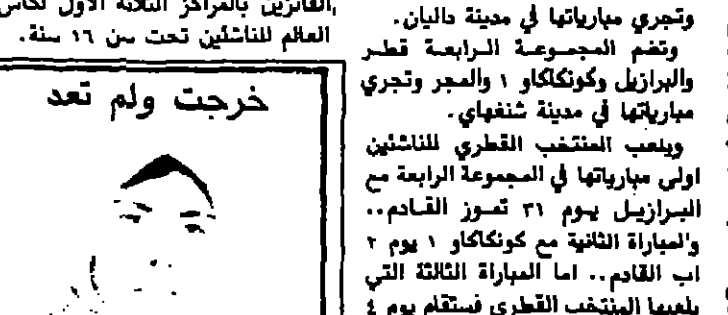 وتجري مبارياتها في مدينة داليان.
وتضم المجموعة الرابعة قطر
والبرازيل وكونكاكاو ١ والمجر وتجري
مبارياتها في مدينة شنغهاي.
ويلعب المنتخب القطري للناشئين
اولى مبارياتها في المجموعة الرابعة مع
البرازيل يوم ٣١ تموز القادم..
والمباراة الثانية مع كونكاكاو ١ يوم ٢
اب القادم.. اما المباراة الثالثة التي
يلعبها المنتخب القطري فستقام يوم ٤
الفائزين بالمراكز الثلاثة الاول لكاس
العالم للناشئين تحت سن ١٦ سنة.
خرجت ولم تعد